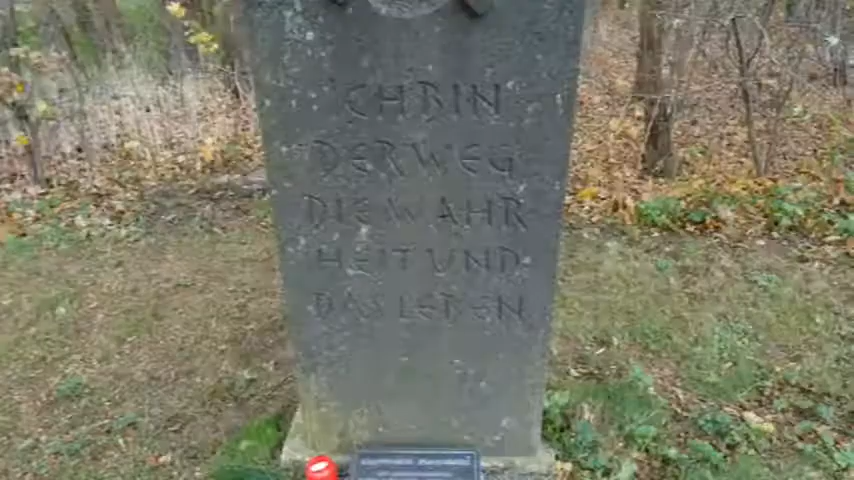 ICH BIN
DER WEG
DIE WAHR
HEIT UND
DAS LEBEN